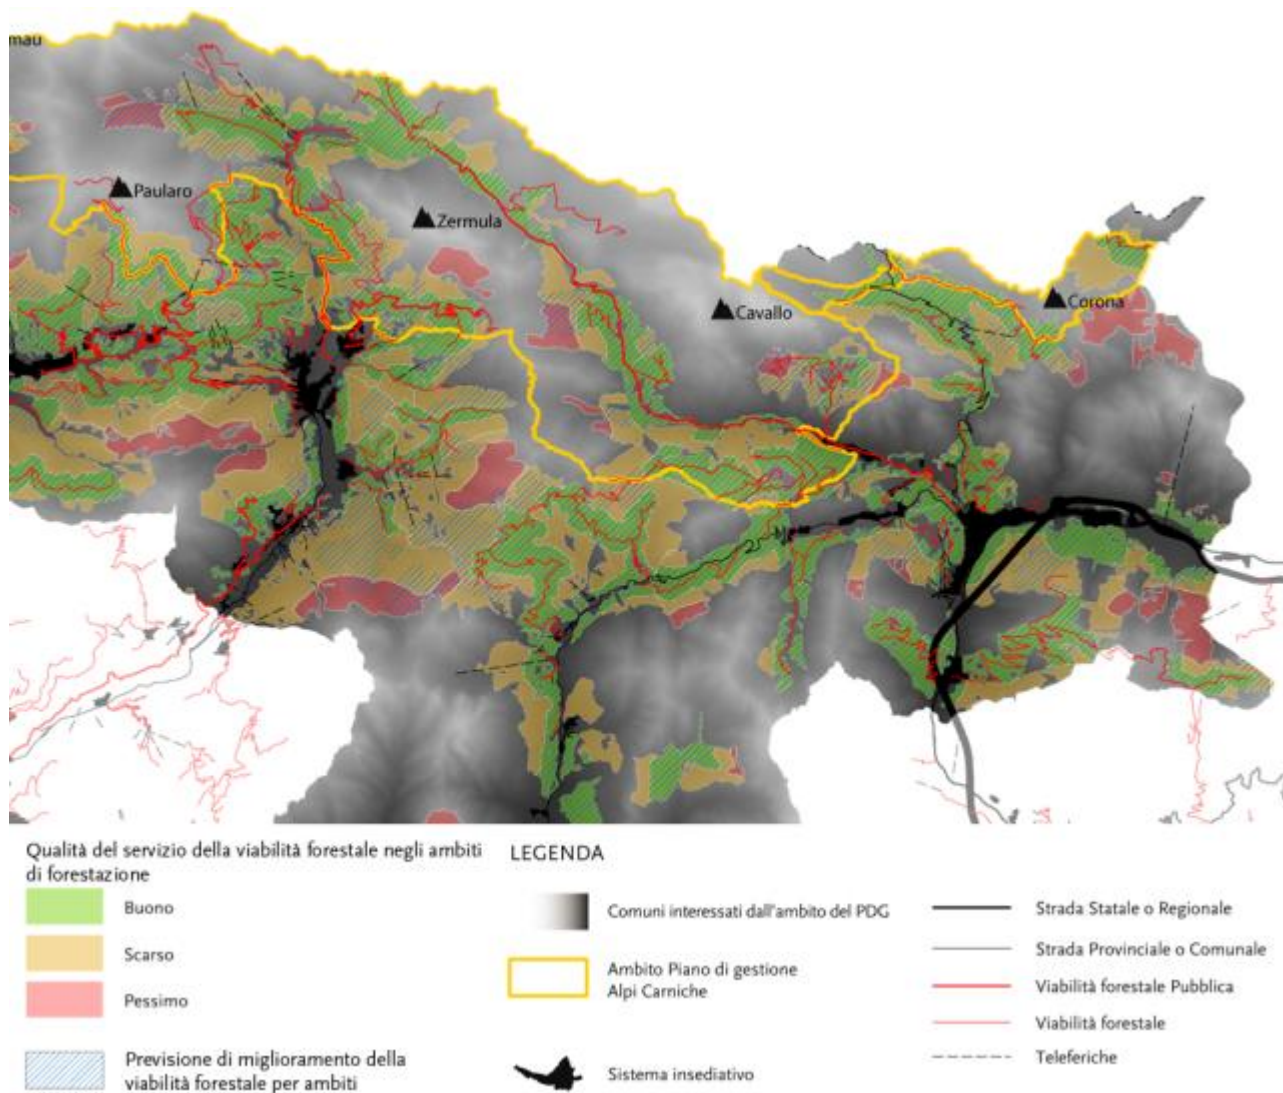 mau
Paularo
Zermula
Cavallo
Corona
Qualità del servizio della viabilità forestale negli ambiti
di forestazione
Buono
Scarso
Pessimo
Previsione di miglioramento della
viabilità forestale per ambiti
LEGENDA
Comuni interessati dall'ambito del PDG
Ambito Piano di gestione
Alpi Carniche
Sistema insediativo
Strada Statale o Regionale
Strada Provinciale o Comunale
Viabilità forestale Pubblica
Viabilità forestale
Teleferiche